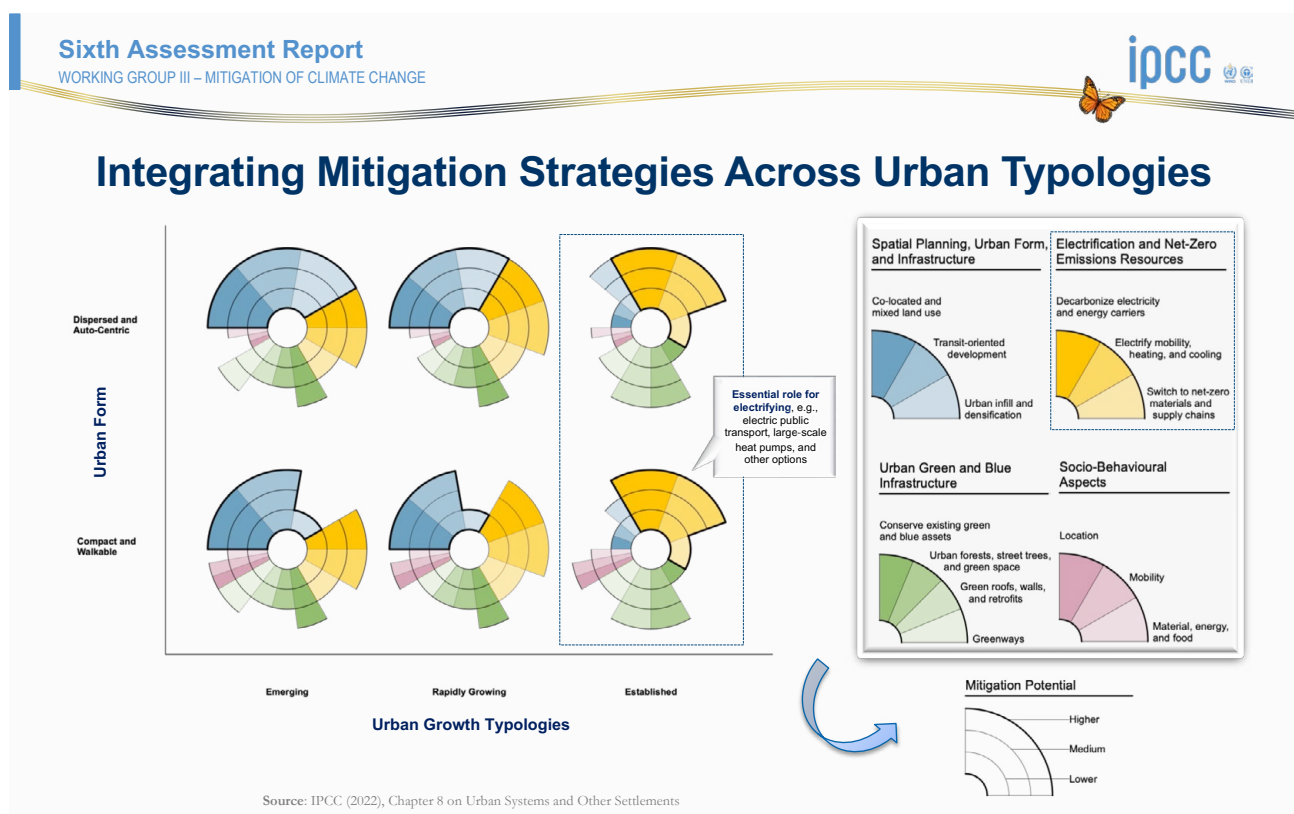 Sixth Assessment Report
WORKING GROUP III – MITIGATION OF CLIMATE CHANGE
ipcc
Integrating Mitigation Strategies Across Urban Typologies
Urban Form
Dispersed and
Auto-Centric
Compact and
Walkable
Essential role for
electrifying, e.g.,
electric public
transport, large-scale
heat pumps, and
other options
Emerging
Rapidly Growing
Established
Urban Growth Typologies
Spatial Planning, Urban Form,
and Infrastructure
Co-located and
mixed land use
Transit-oriented
development
Urban infill and
densification
Electrification and Net-Zero
Emissions Resources
Decarbonize electricity
and energy carriers
Electrify mobility,
heating, and cooling
Switch to net-zero
materials and
supply chains
Urban Green and Blue
Infrastructure
Conserve existing green
and blue assets
Urban forests, street trees,
and green space
Green roofs, walls,
and retrofits
Greenways
Socio-Behavioural
Aspects
Location
Mobility
Material, energy,
and food
Mitigation Potential
Higher
Medium
Lower
Source: IPCC (2022), Chapter 8 on Urban Systems and Other Settlements